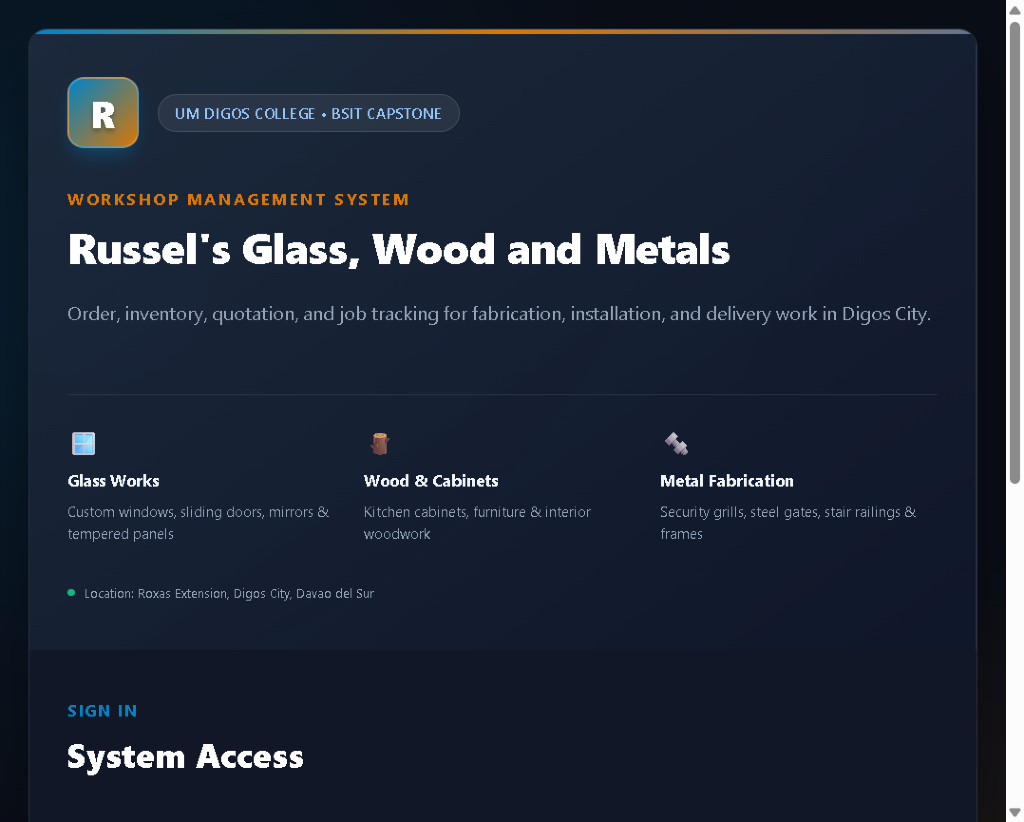 R
UM DIGOS COLLEGE • BSIT CAPSTONE
WORKSHOP MANAGEMENT SYSTEM
Russel's Glass, Wood and Metals
Order, inventory, quotation, and job tracking for fabrication, installation, and delivery work in Digos City.
Glass Works
Custom windows, sliding doors, mirrors &
tempered panels
Wood & Cabinets
Kitchen cabinets, furniture & interior
woodwork
Metal Fabrication
Security grills, steel gates, stair railings &
frames
Location: Roxas Extension, Digos City, Davao del Sur
SIGN IN
System Access